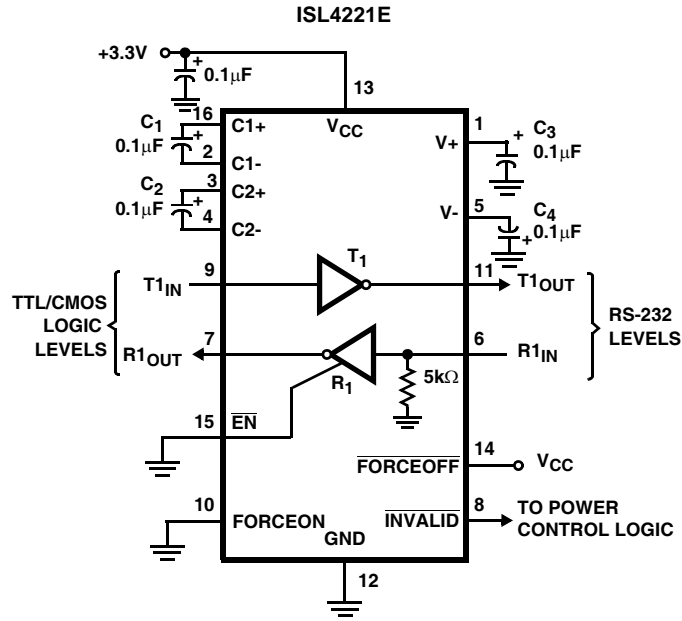 ISL4221E
+3.3V
+
0.1μF
13
16
C1
0.1μF
+
2
C1+
C1-
VCC
1
V+
+
C3
0.1μF
3
C2
0.1μF
+
4
C2+
C2-
5
V-
C4
0.1μF
+
T1
9
T1IN
11
T1OUT
TTL/CMOS
LOGIC
LEVELS
RS-232
LEVELS
7
R1OUT
6
R1IN
R1
5kΩ
15
EN
14
FORCEOFF
VCC
10
FORCEON
8
INVALID
TO POWER
CONTROL LOGIC
GND
12